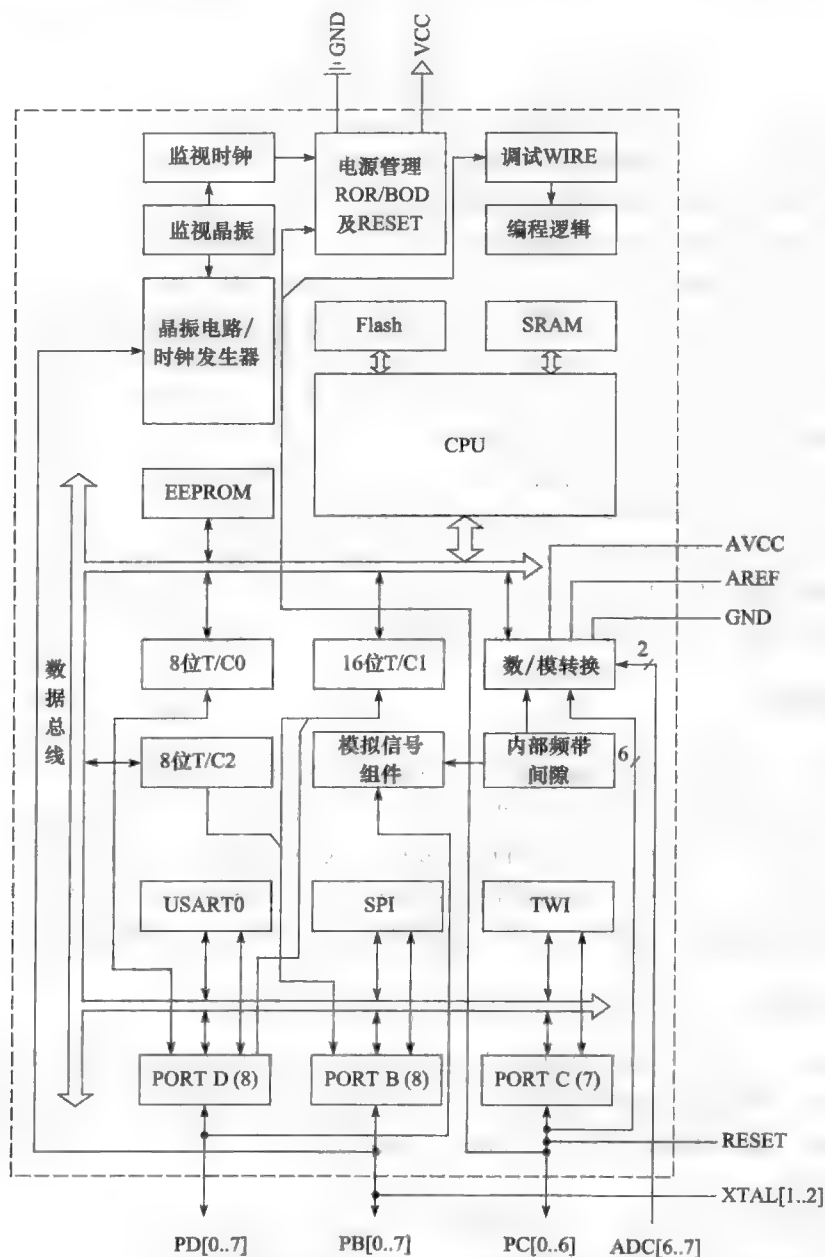 GND
VCC
监视时钟
电源管理
ROR/BOD
及RESET
调试WIRE
监视晶振
编程逻辑
晶振电路/
时钟发生器
Flash
SRAM
CPU
EEPROM
AVCC
AREF
GND
数据总线
8位T/C0
16位T/C1
数/模转换
2
8位T/C2
模拟信号
组件
内部频带
间隙
6
USART0
SPI
TWI
PORT D (8)
PORT B (8)
PORT C (7)
RESET
XTAL[1..2]
PD[0..7]
PB[0..7]
PC[0..6]
ADC[6..7]